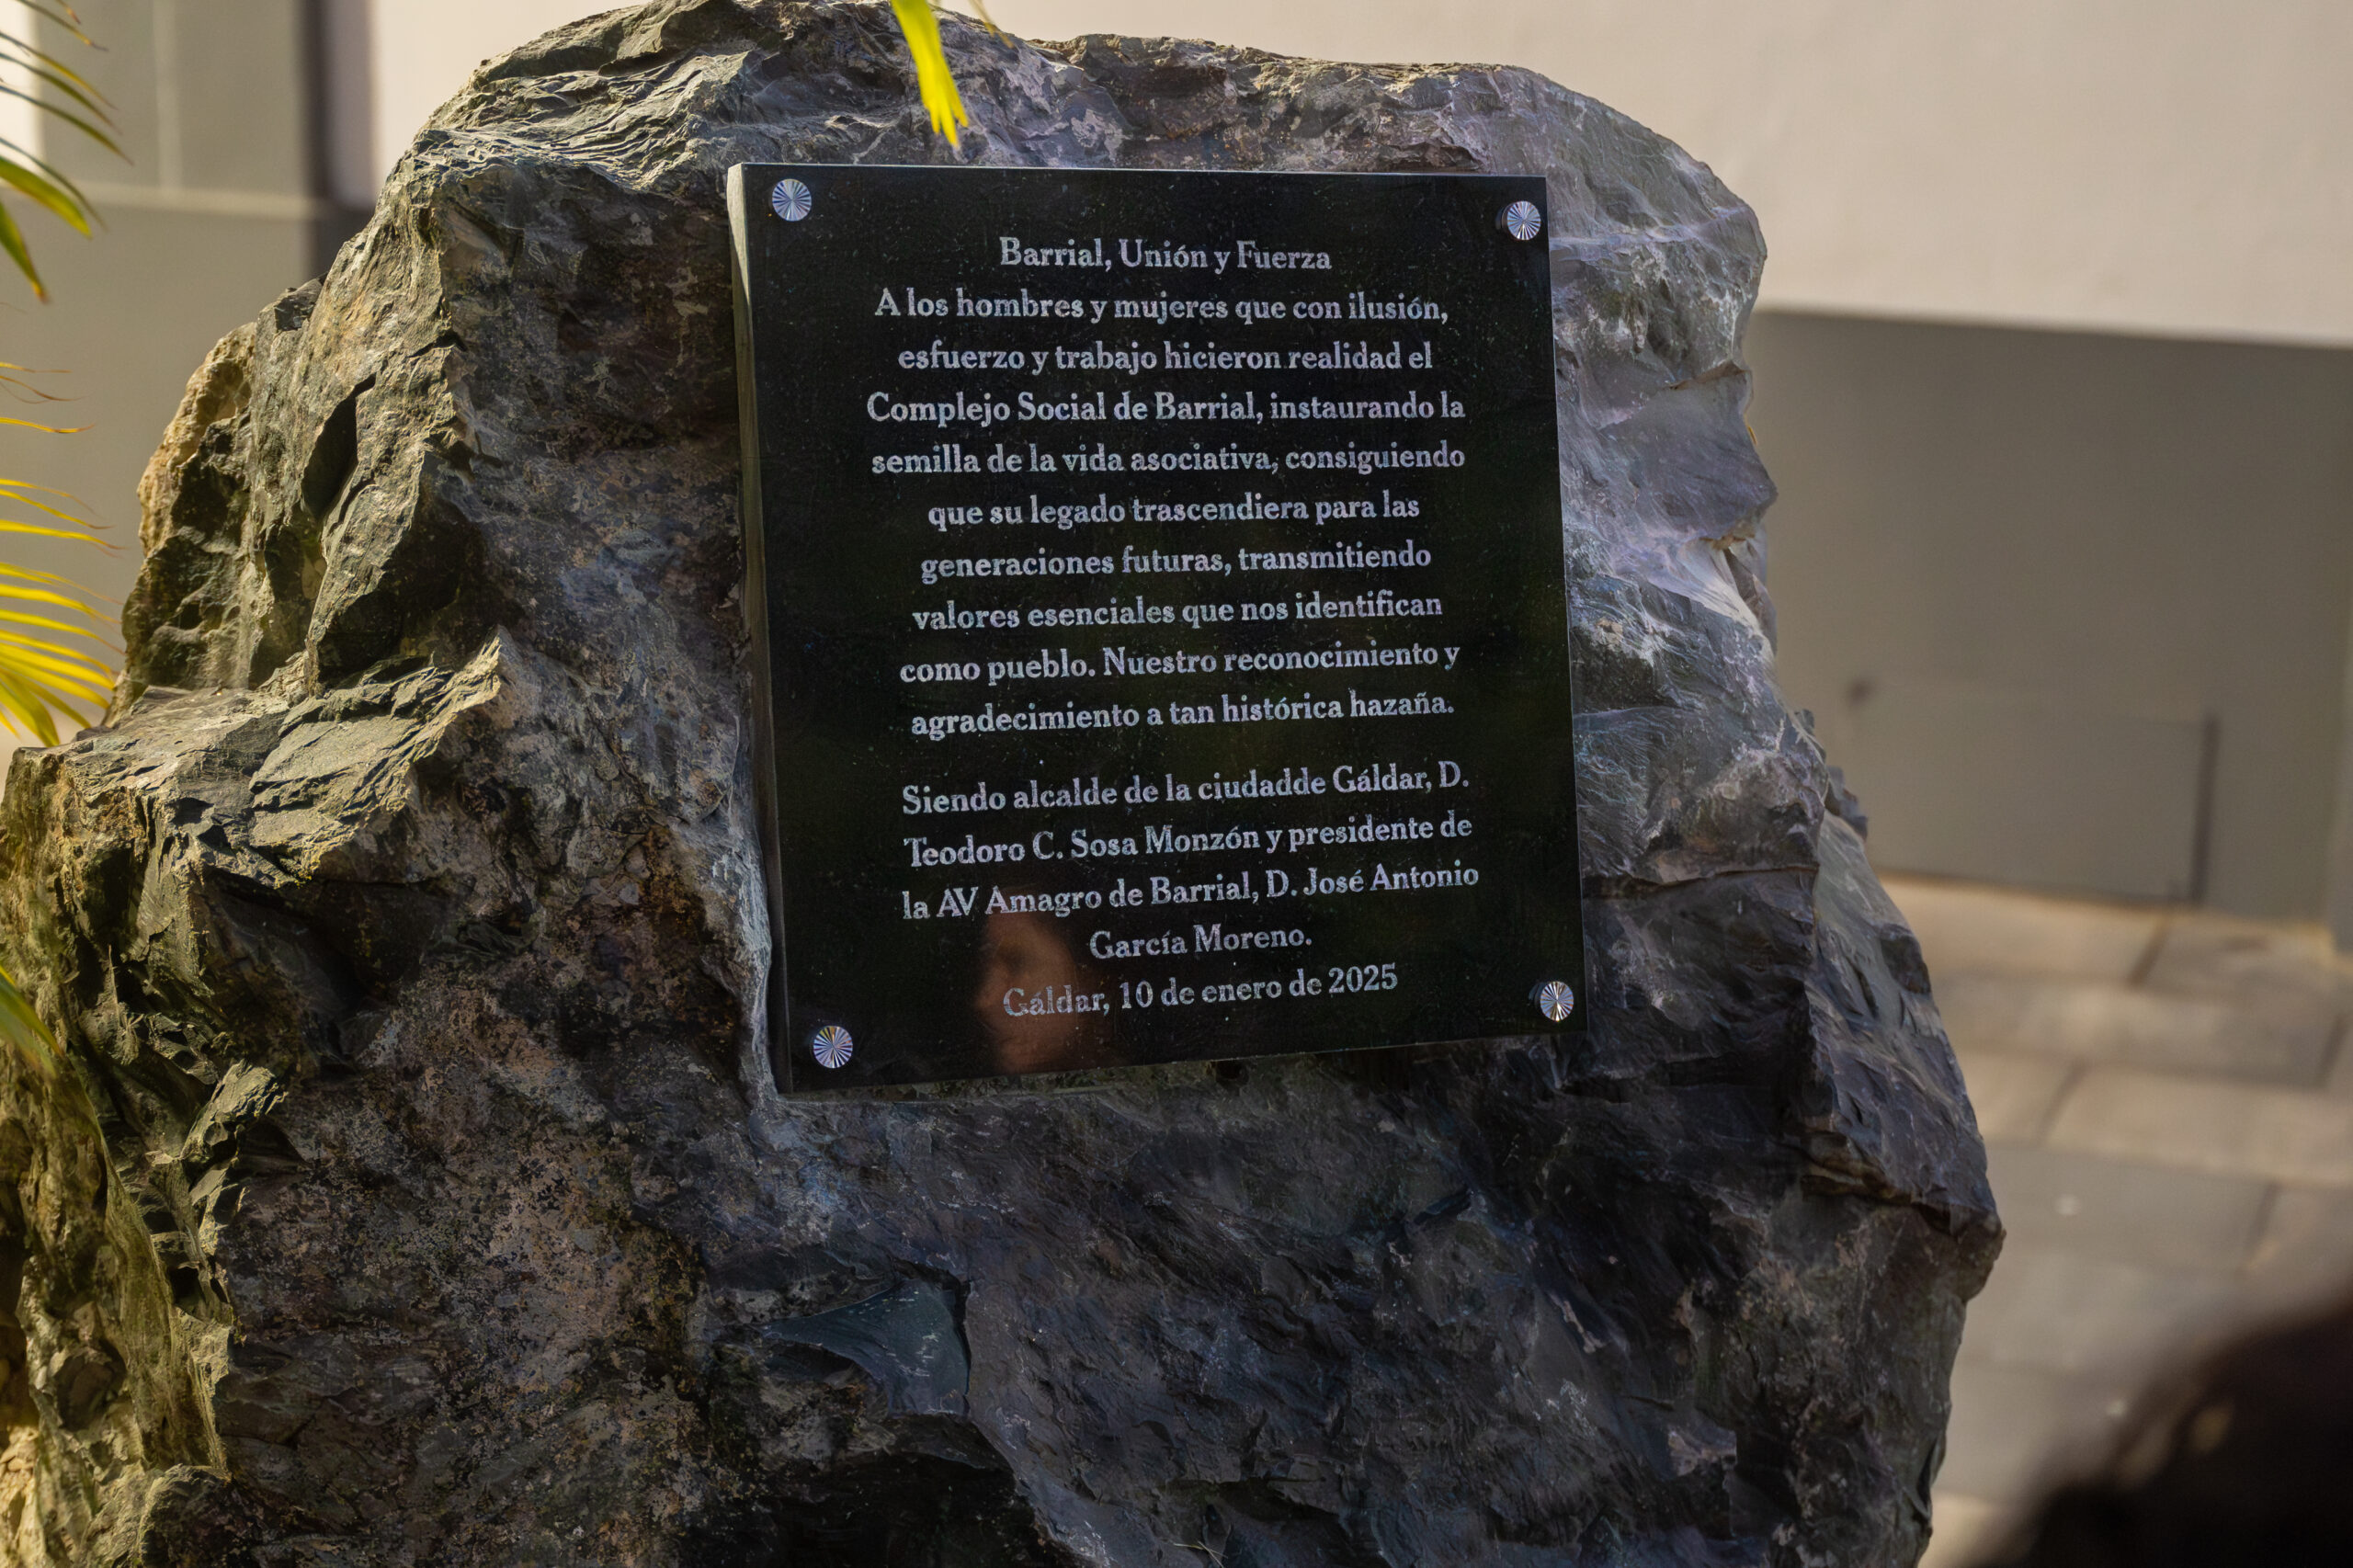 Barrial, Unión y Fuerza
A los hombres y mujeres que con ilusión,
esfuerzo y trabajo hicieron realidad el
Complejo Social de Barrial, instaurando la
semilla de la vida asociativa, consiguiendo
que su legado trascendiera para las
generaciones futuras, transmitiendo
valores esenciales que nos identifican
como pueblo. Nuestro reconocimiento y
agradecimiento a tan histórica hazaña.
Siendo alcalde de la ciudadde Gáldar, D.
Teodoro C. Sosa Monzón y presidente de
la AV Amagro de Barrial, D. José Antonio
García Moreno.
Gáldar, 10 de enero de 2025